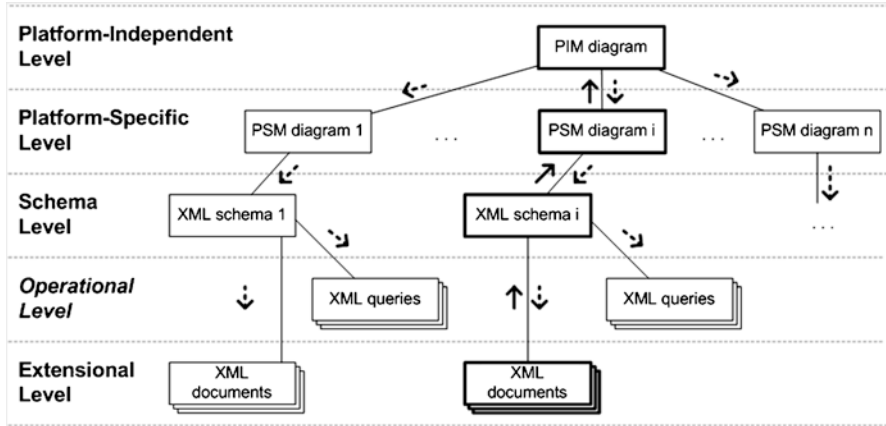 Platform-Independent
Level
PIM diagram
Platform-Specific
Level
PSM diagram 1
. . .
PSM diagram i
. . .
PSM diagram n
Schema
Level
XML schema 1
XML schema i
. . .
Operational
Level
XML queries
XML queries
Extensional
Level
XML
documents
XML
documents